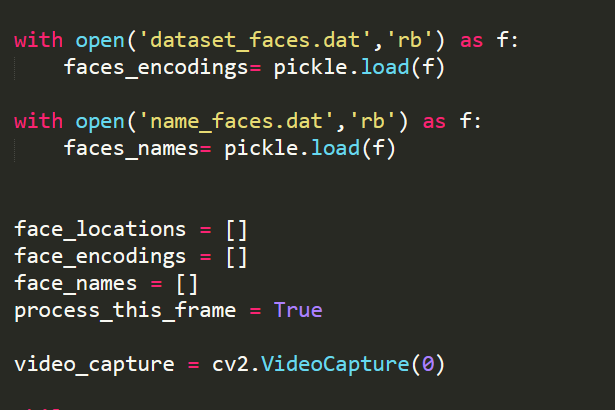 with open('dataset_faces.dat','rb') as f:
    faces_encodings= pickle.load(f)
with open('name_faces.dat','rb') as f:
    faces_names= pickle.load(f)
face_locations = []
face_encodings = []
face_names = []
process_this_frame = True
video_capture = cv2.VideoCapture(0)